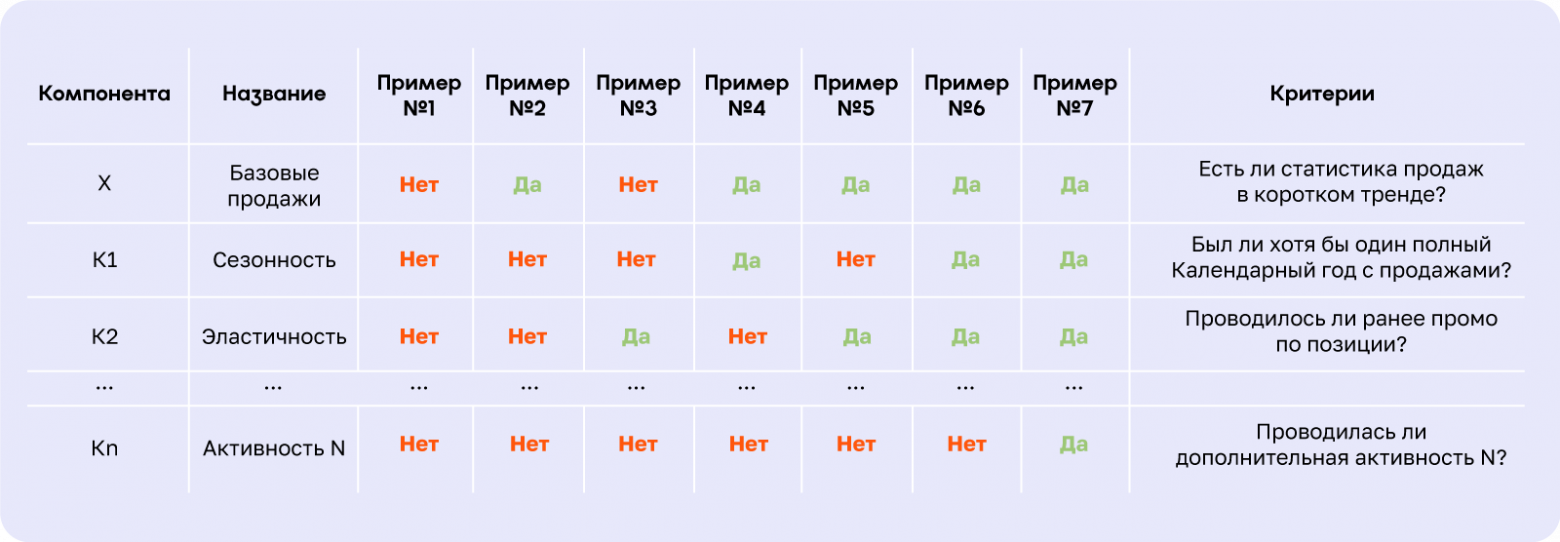 Компонента Название Пример №1 Пример №2 Пример №3 Пример №4 Пример №5 Пример №6 Пример №7 Критерии
X Базовые продажи Нет Да Нет Да Да Да Да Есть ли статистика продаж в коротком тренде?
К1 Сезонность Нет Нет Нет Да Нет Да Да Был ли хотя бы один полный Календарный год с продажами?
К2 Эластичность Нет Нет Да Нет Да Да Да Проводилось ли ранее промо по позиции?
... ... ... ... ... ... ... ... ...
Кn Активность N Нет Нет Нет Нет Нет Нет Да Проводилась ли дополнительная активность N?